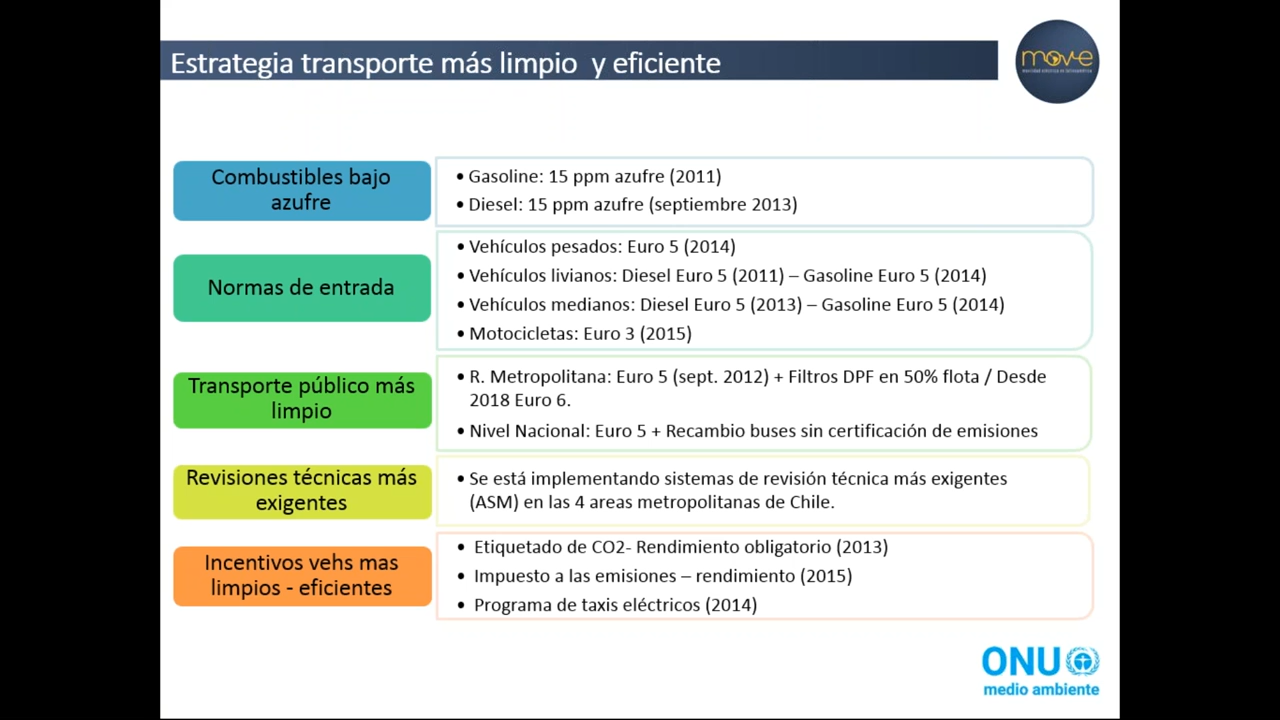 Estrategia transporte más limpio y eficiente
mov-e
movilidad eléctrica en latinoamérica
Combustibles bajo
azufre
• Gasoline: 15 ppm azufre (2011)
• Diesel: 15 ppm azufre (septiembre 2013)
Normas de entrada
• Vehículos pesados: Euro 5 (2014)
• Vehículos livianos: Diesel Euro 5 (2011) – Gasoline Euro 5 (2014)
• Vehículos medianos: Diesel Euro 5 (2013) – Gasoline Euro 5 (2014)
• Motocicletas: Euro 3 (2015)
Transporte público más
limpio
• R. Metropolitana: Euro 5 (sept. 2012) + Filtros DPF en 50% flota / Desde
2018 Euro 6.
• Nivel Nacional: Euro 5 + Recambio buses sin certificación de emisiones
Revisiones técnicas más
exigentes
• Se está implementando sistemas de revisión técnica más exigentes
(ASM) en las 4 areas metropolitanas de Chile.
Incentivos vehs mas
limpios - eficientes
• Etiquetado de CO2- Rendimiento obligatorio (2013)
• Impuesto a las emisiones – rendimiento (2015)
• Programa de taxis eléctricos (2014)
ONU
medio ambiente